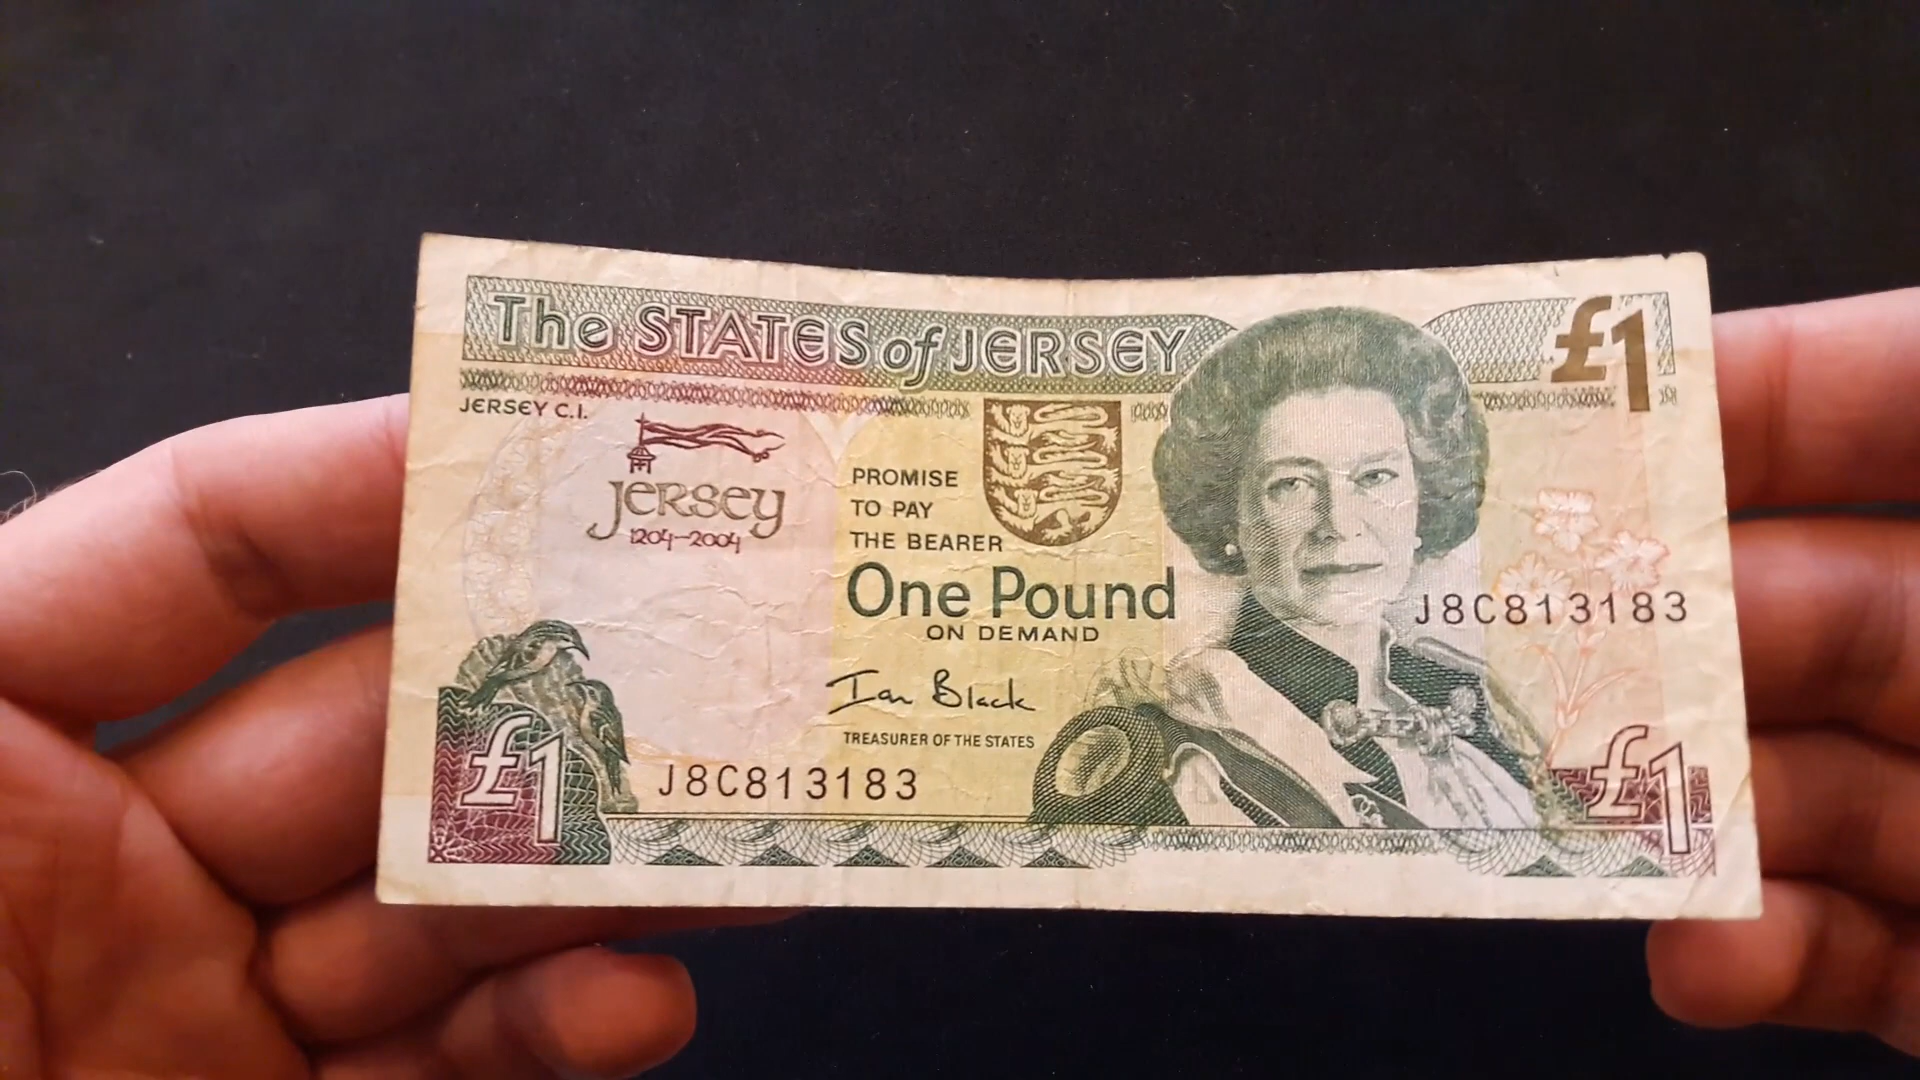 The STATES of JERSEY
£1
JERSEY C.I.
Jersey
1204-2004
PROMISE
TO PAY
THE BEARER
One Pound
ON DEMAND
J8C813183
Ian Black
TREASURER OF THE STATES
J8C813183
£1
£1